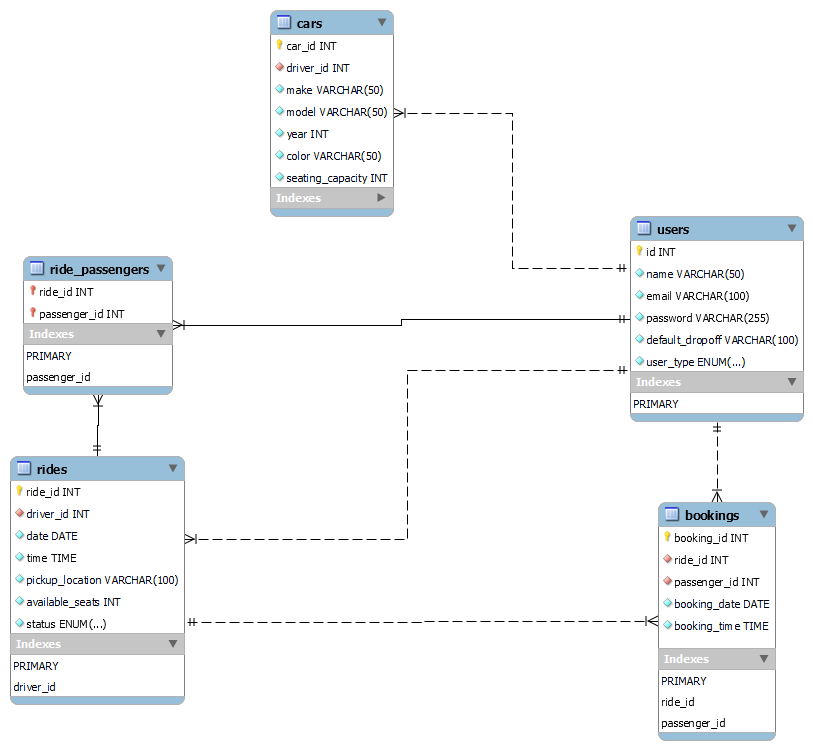 cars
car_id INT
driver_id INT
make VARCHAR(50)
model VARCHAR(50)
year INT
color VARCHAR(50)
seating_capacity INT
Indexes
users
id INT
name VARCHAR(50)
email VARCHAR(100)
password VARCHAR(255)
default_dropoff VARCHAR(100)
user_type ENUM(...)
Indexes
PRIMARY
ride_passengers
ride_id INT
passenger_id INT
Indexes
PRIMARY
passenger_id
rides
ride_id INT
driver_id INT
date DATE
time TIME
pickup_location VARCHAR(100)
available_seats INT
status ENUM(...)
Indexes
PRIMARY
driver_id
bookings
booking_id INT
ride_id INT
passenger_id INT
booking_date DATE
booking_time TIME
Indexes
PRIMARY
ride_id
passenger_id